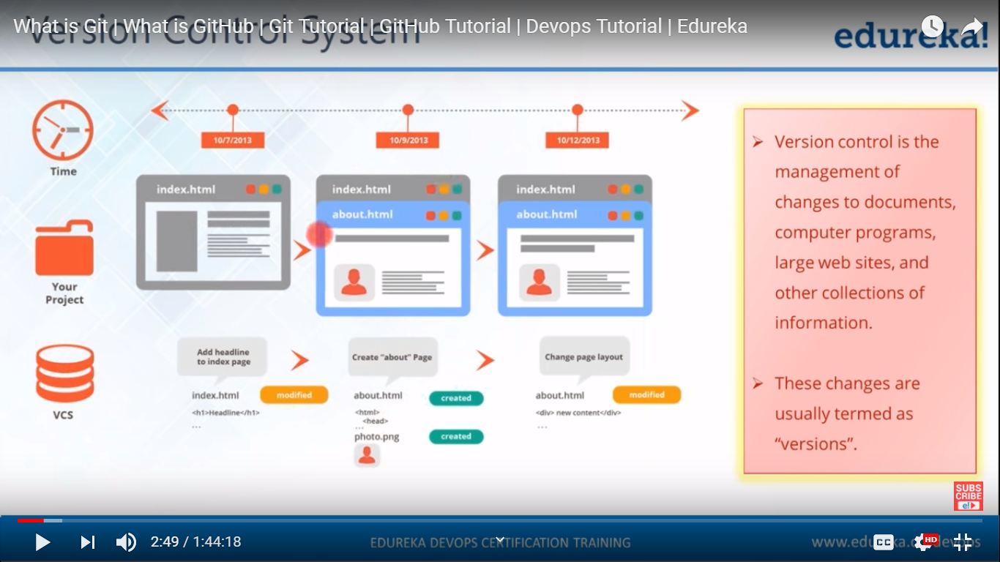 What is Git | What is GitHub | Git Tutorial | GitHub Tutorial | Devops Tutorial | Edureka
Version Control System
edureka!
10/7/2013
10/9/2013
10/12/2013
Time
index.html
index.html
about.html
index.html
about.html
Your
Project
Add headline
to index page
Create "about" Page
Change page layout
VCS
index.html
modified
<h1>Headline</h1>
...
about.html
created
<html>
<head>
...
photo.png
created
about.html
modified
<div> new content</div>
...
Version control is the
management of
changes to documents,
computer programs,
large web sites, and
other collections of
information.
These changes are
usually termed as
“versions”.
SUBS
CRIBE
e!
2:49 / 1:44:18
EDUREKA DEVOPS CERTIFICATION TRAINING
CC
HD